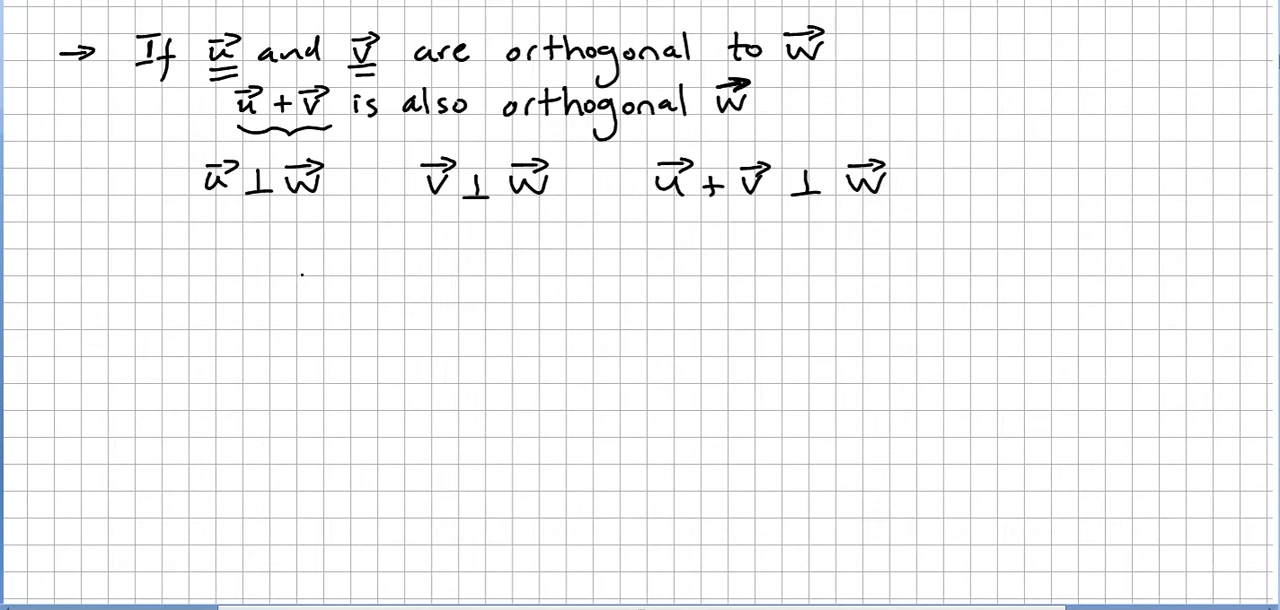 → If u⃗ and v⃗ are orthogonal to w⃗
u⃗ + v⃗ is also orthogonal w⃗
u⃗ ⊥ w⃗ v⃗ ⊥ w⃗ u⃗ + v⃗ ⊥ w⃗